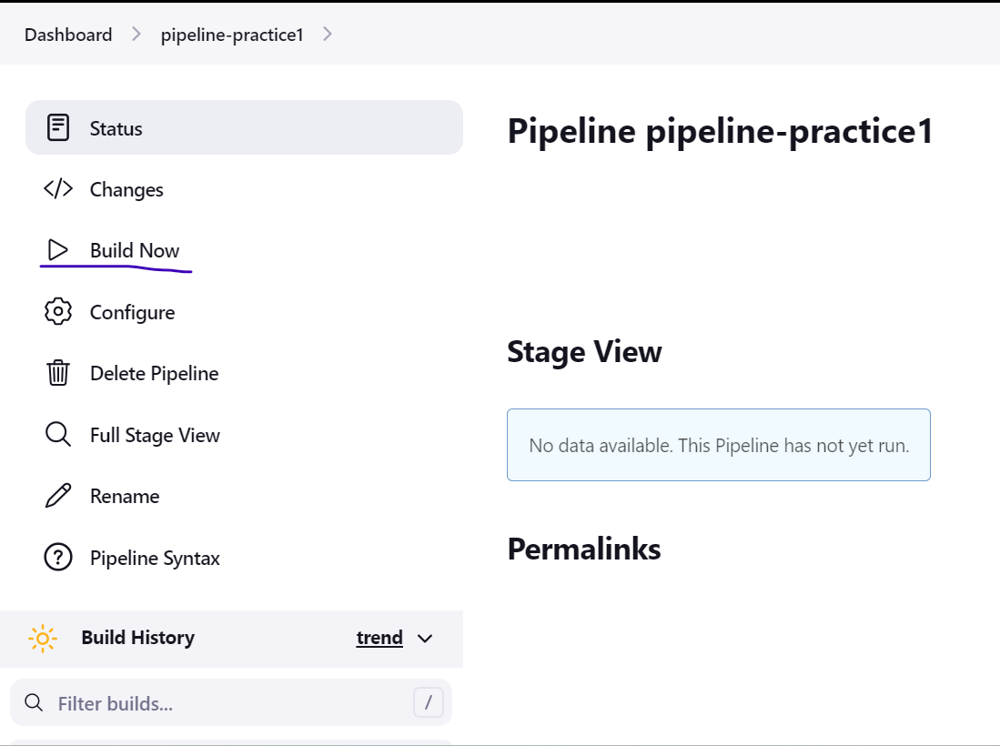 Dashboard > pipeline-practice1 >
Status
Changes
Build Now
Configure
Delete Pipeline
Full Stage View
Rename
Pipeline Syntax
Build History trend
Filter builds... /
Pipeline pipeline-practice1
Stage View
No data available. This Pipeline has not yet run.
Permalinks